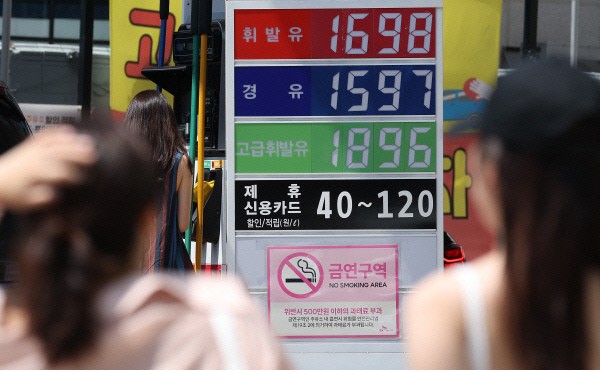 휘발유 1698
경유 1597
고급휘발유 1896
제휴
신용카드 40~120
할인/적립(원/ℓ)
금연구역
NO SMOKING AREA
위반시 500만원 이하의 과태료 부과